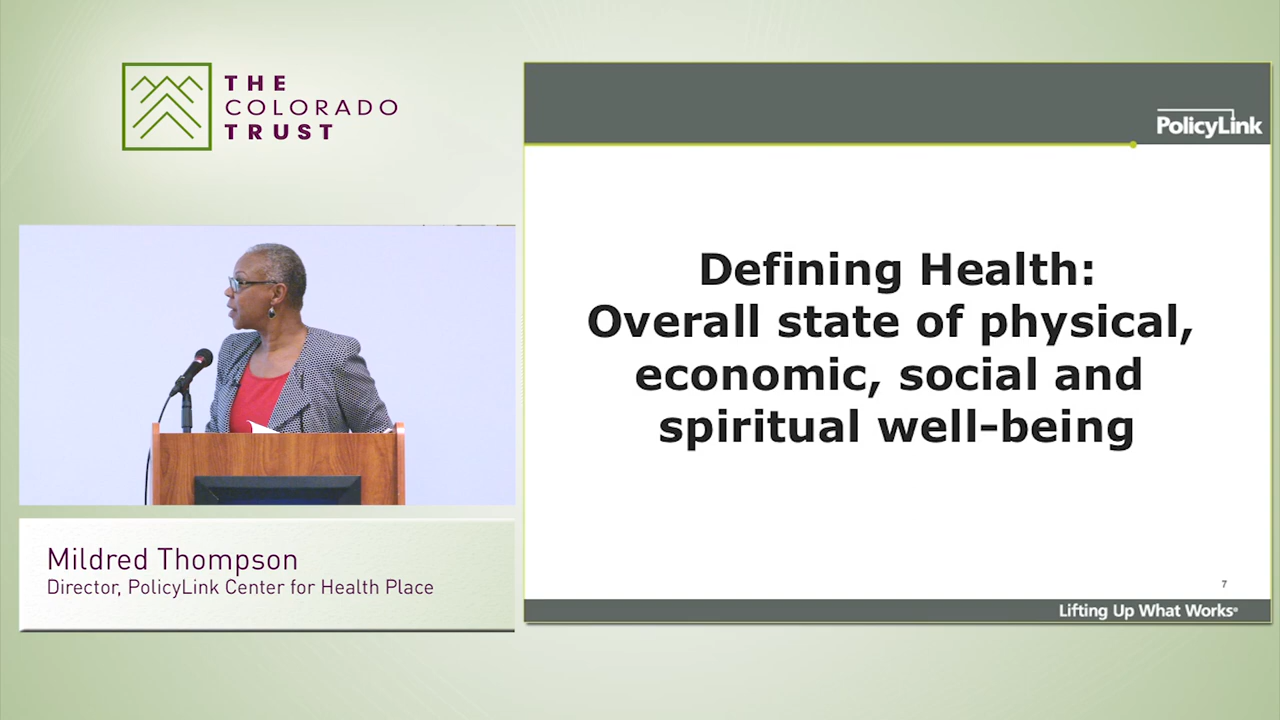 THE
COLORADO
TRUST
PolicyLink
Defining Health:
Overall state of physical,
economic, social and
spiritual well-being
7
Lifting Up What Works®
Mildred Thompson
Director, PolicyLink Center for Health Place